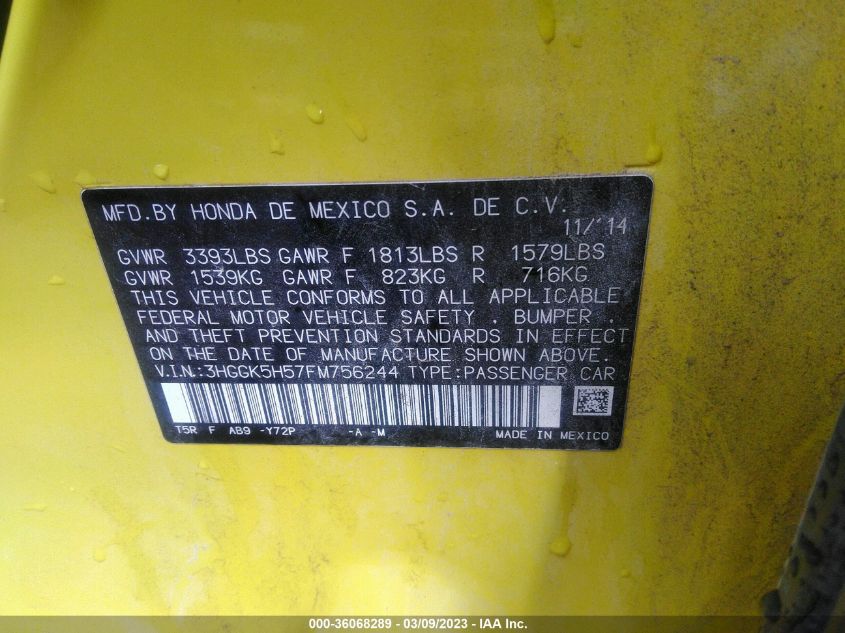 MFD.BY HONDA DE MEXICO S.A. DE C.V.
11/'14
GVWR 3393LBS GAWR F 1813LBS R 1579LBS
GVWR 1539KG GAWR F 823KG R 716KG
THIS VEHICLE CONFORMS TO ALL APPLICABLE
FEDERAL MOTOR VEHICLE SAFETY . BUMPER .
AND THEFT PREVENTION STANDARDS IN EFFECT
ON THE DATE OF MANUFACTURE SHOWN ABOVE.
V.I.N.:3HGGK5H57FM756244 TYPE:PASSENGER CAR
T5R F AB9 -Y72P -A -M MADE IN MEXICO
000-36068289 - 03/09/2023 - IAA Inc.